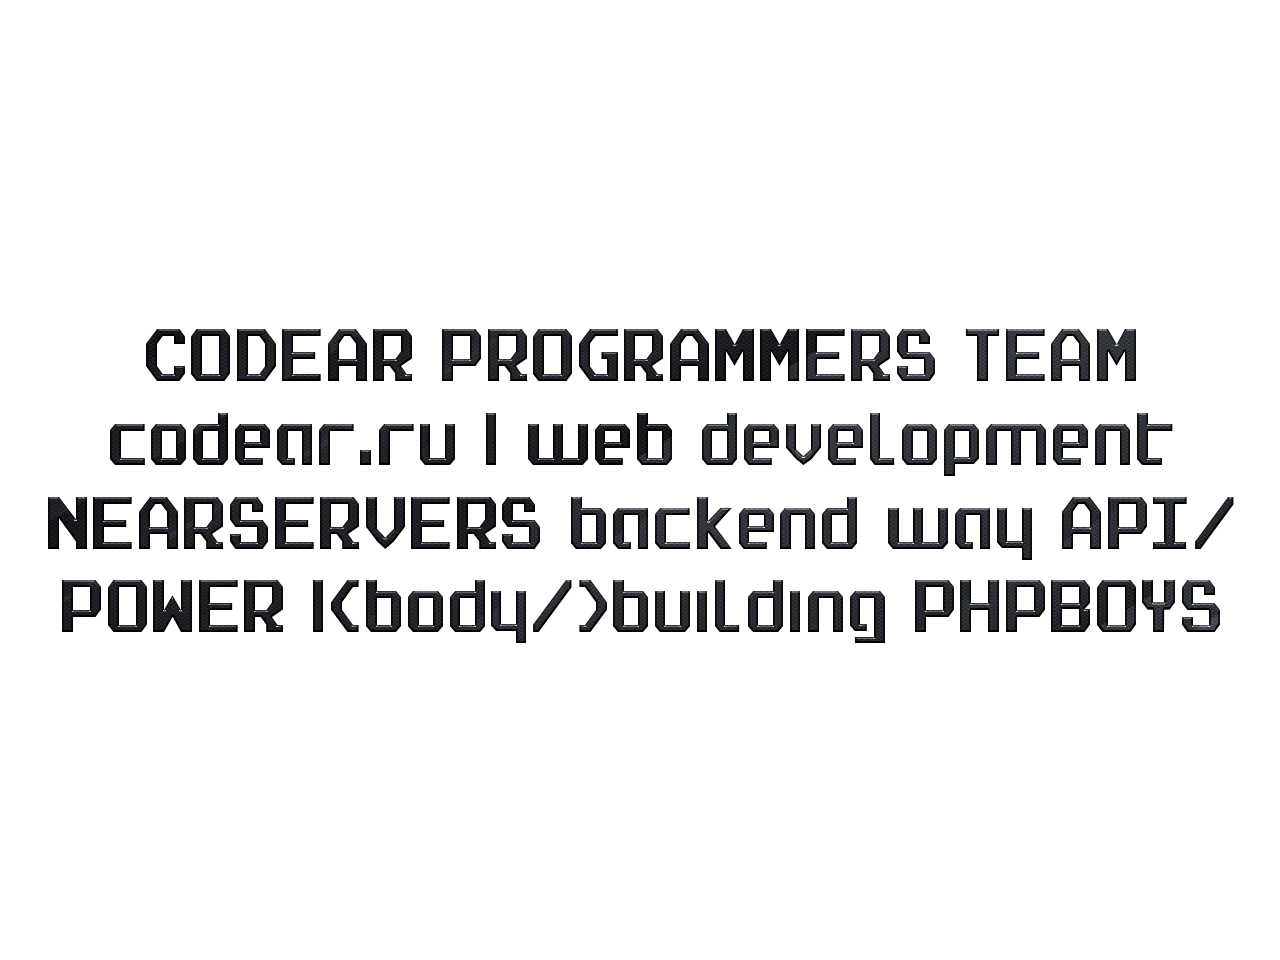 CODEAR PROGRAMMERS TEAM
codear.ru | web development
NEARSERVERS backend way API/
POWER |<body/>building PHPBOYS